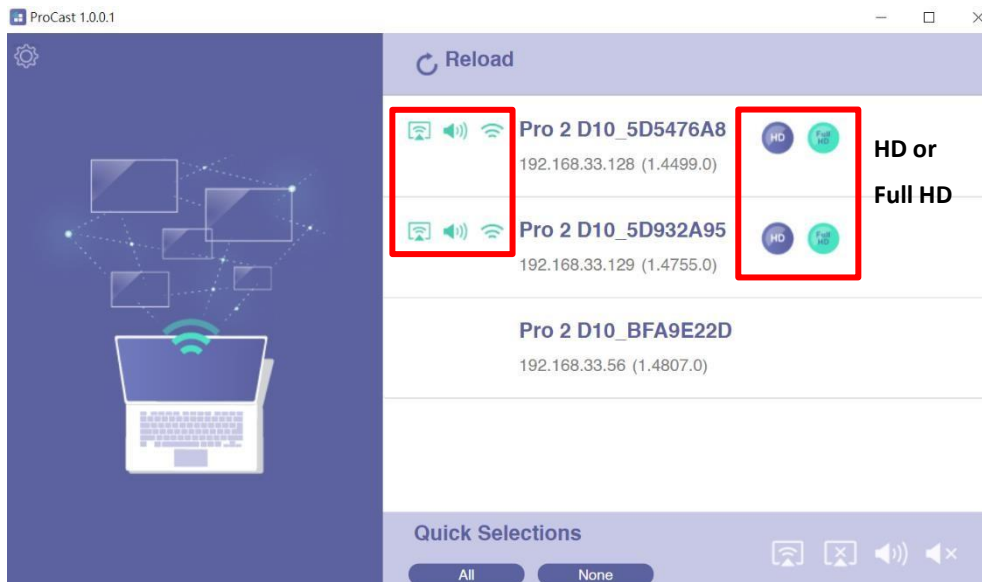 ProCast 1.0.0.1
Reload
Pro 2 D10_5D5476A8
192.168.33.128 (1.4499.0)
HD
Full HD
HD or
Full HD
Pro 2 D10_5D932A95
192.168.33.129 (1.4755.0)
HD
Full HD
Pro 2 D10_BFA9E22D
192.168.33.56 (1.4807.0)
Quick Selections
All
None